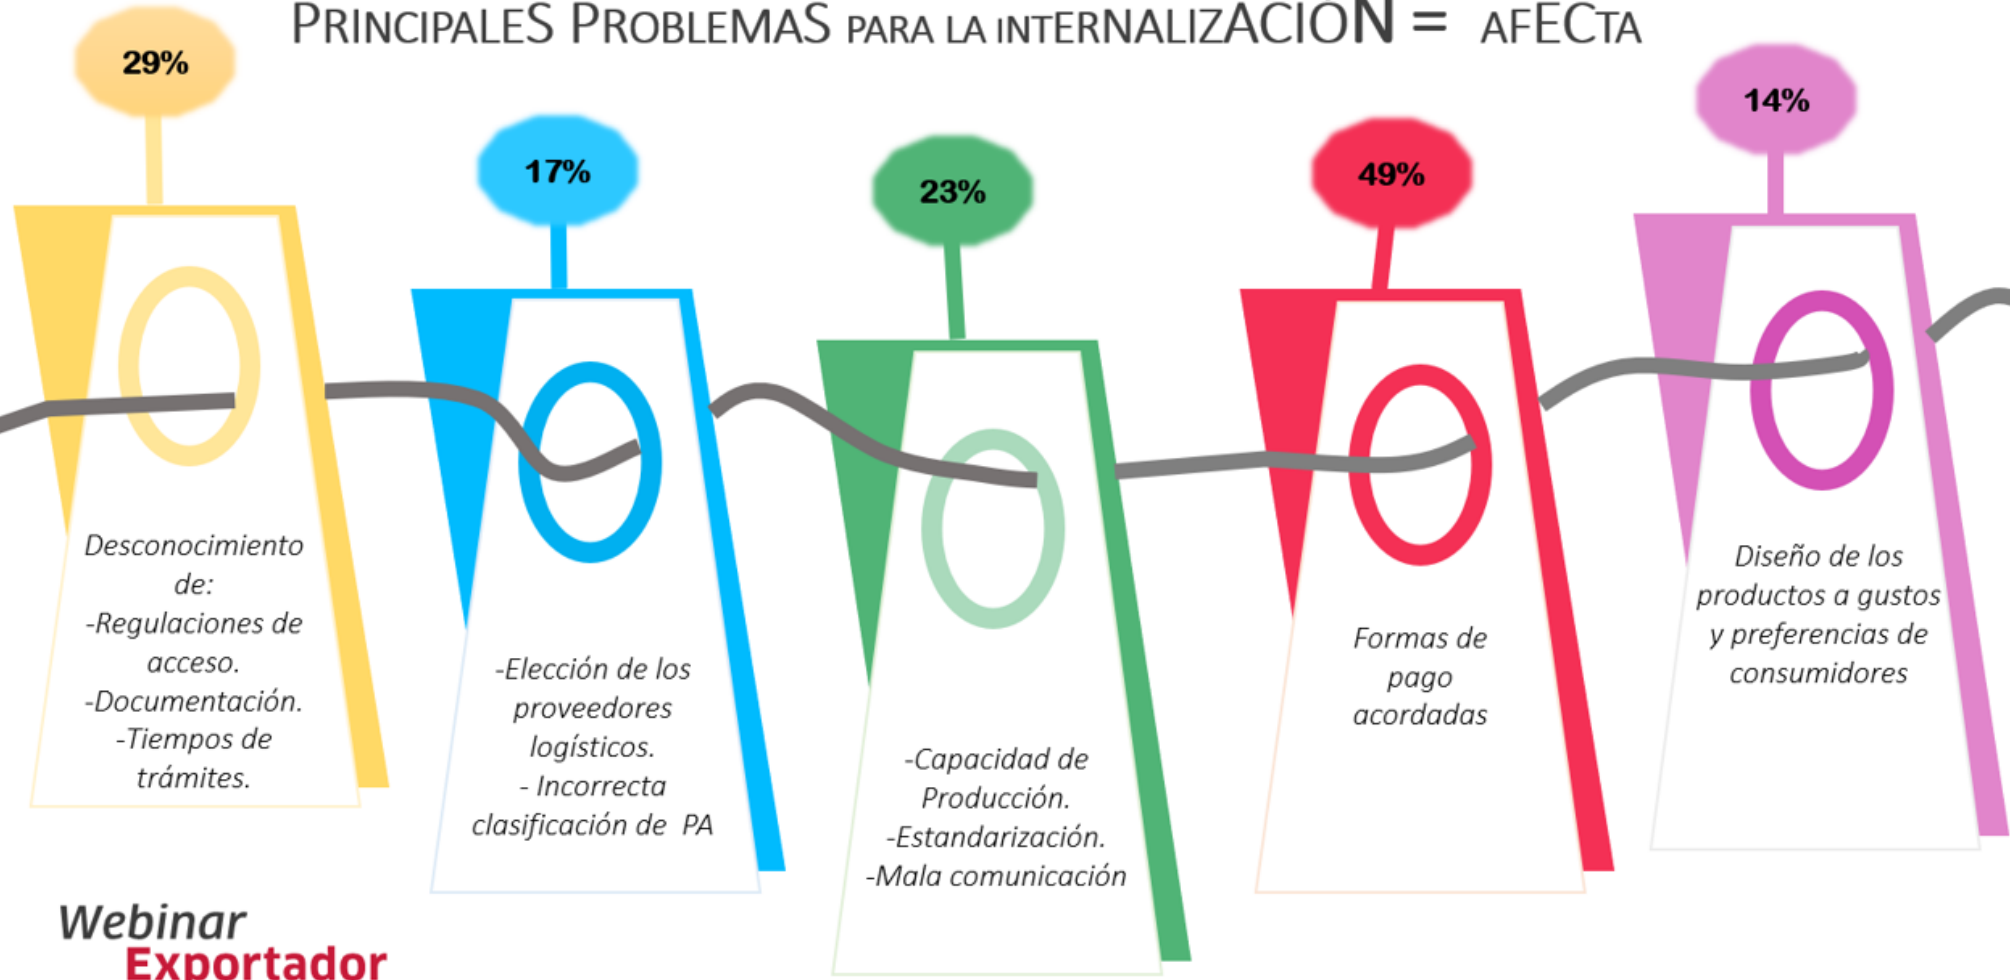 PRINCIPALES PROBLEMAS PARA LA INTERNALIZACIÓN = AFECTA
29%
17%
23%
49%
14%
Desconocimiento
de:
-Regulaciones de
acceso.
-Documentación.
-Tiempos de
trámites.
-Elección de los
proveedores
logísticos.
- Incorrecta
clasificación de PA
-Capacidad de
Producción.
-Estandarización.
-Mala comunicación
Formas de
pago
acordadas
Diseño de los
productos a gustos
y preferencias de
consumidores
Webinar
Exportador